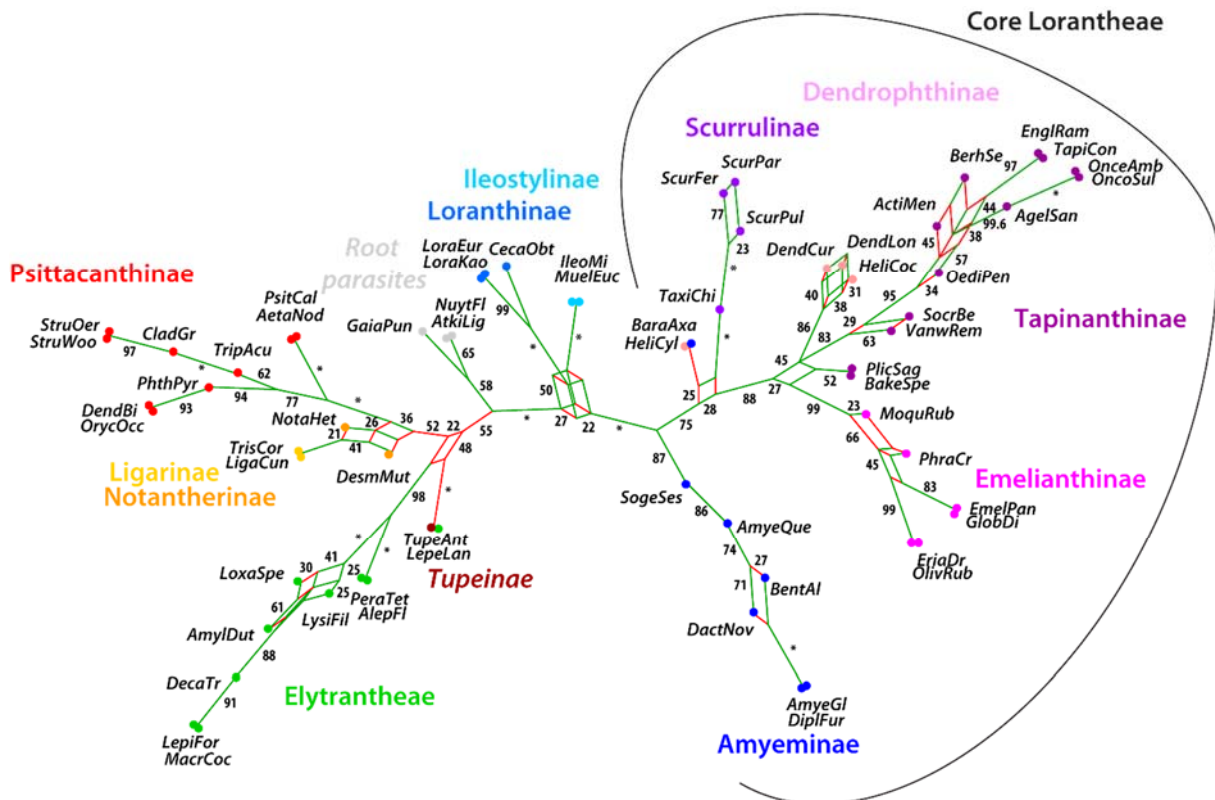 Core Lorantheae
Dendrophthinae
Scurrulinae
EnglRam
TapiCon
BerhSe
97
OnceAmb
OncoSul
ScurPar
ScurFer
Ileostylinae
Loranthinae
ActiMen
44
*
AgelSan
99.6
77
ScurPul
45
38
Root
parasites
LoraEur
LoraKao
CecaObt
IleoMi
MuelEuc
DendCur
DendLon
HeliCoc
23
57
OediPen
34
Psittacanthinae
PsitCal
AetaNod
*
40
38
31
95
StruOer
StruWoo
CladGr
GaiaPun
NuytFl
AtkiLig
99
TaxiChi
SocrBe
VanwRem
Tapinanthinae
97
TripAcu
65
*
*
BaraAxa
HeliCyl
*
86
83
29
63
*
62
*
PhthPyr
94
77
58
50
45
PlicSag
BakeSpe
52
DendBi
OrycOcc
93
*
25
88
27
NotaHet
26
36
52
22
55
*
27
22
*
28
99
23
MoquRub
21
41
48
75
66
TrisCor
LigaCun
DesmMut
87
45
PhraCr
Ligarinae
Notantherinae
98
*
SogeSes
83
Emelianthinae
86
AmyeQue
99
EmelPan
GlobDi
*
*
TupeAnt
LepeLan
74
27
EriaDr
OlivRub
LoxaSpe
30
41
25
25
Tupeinae
71
BentAl
61
LysiFil
PeraTet
AlepFl
DactNov
AmylDut
88
*
DecaTr
91
Elytrantheae
AmyeGl
DiplFur
LepiFor
MacrCoc
Amyeminae